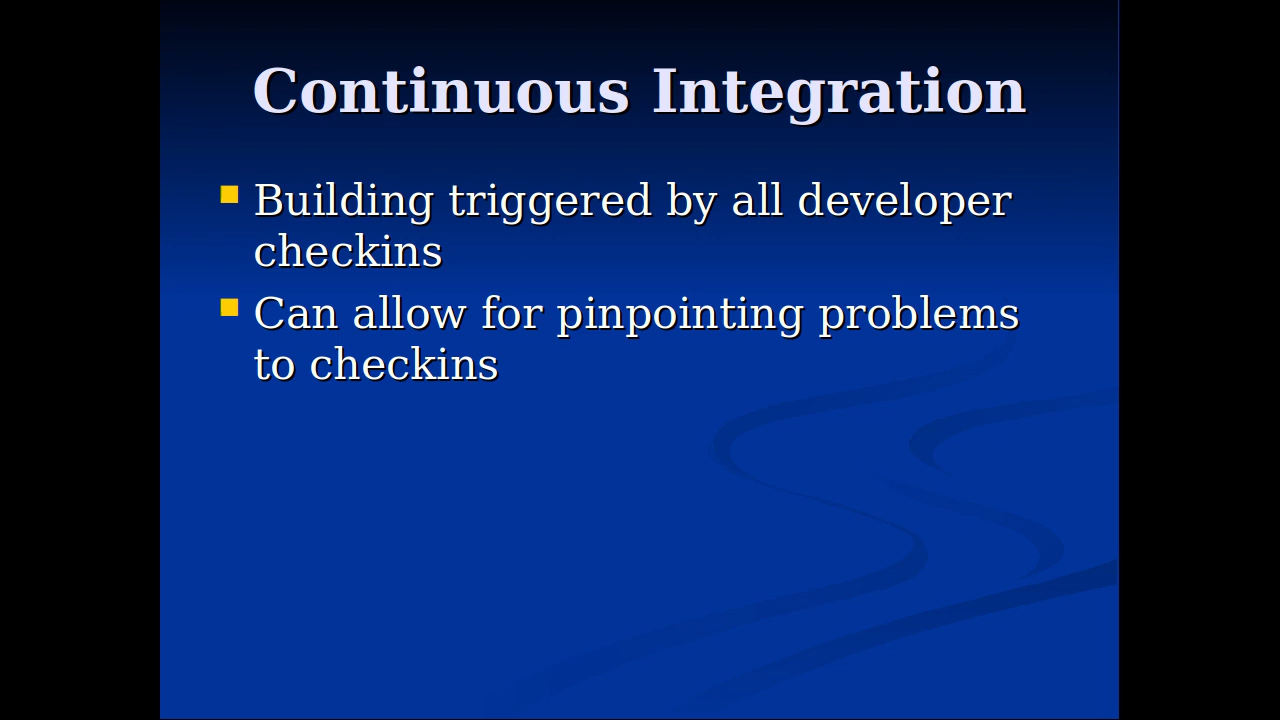 Continuous Integration
Building triggered by all developer
checkins
Can allow for pinpointing problems
to checkins